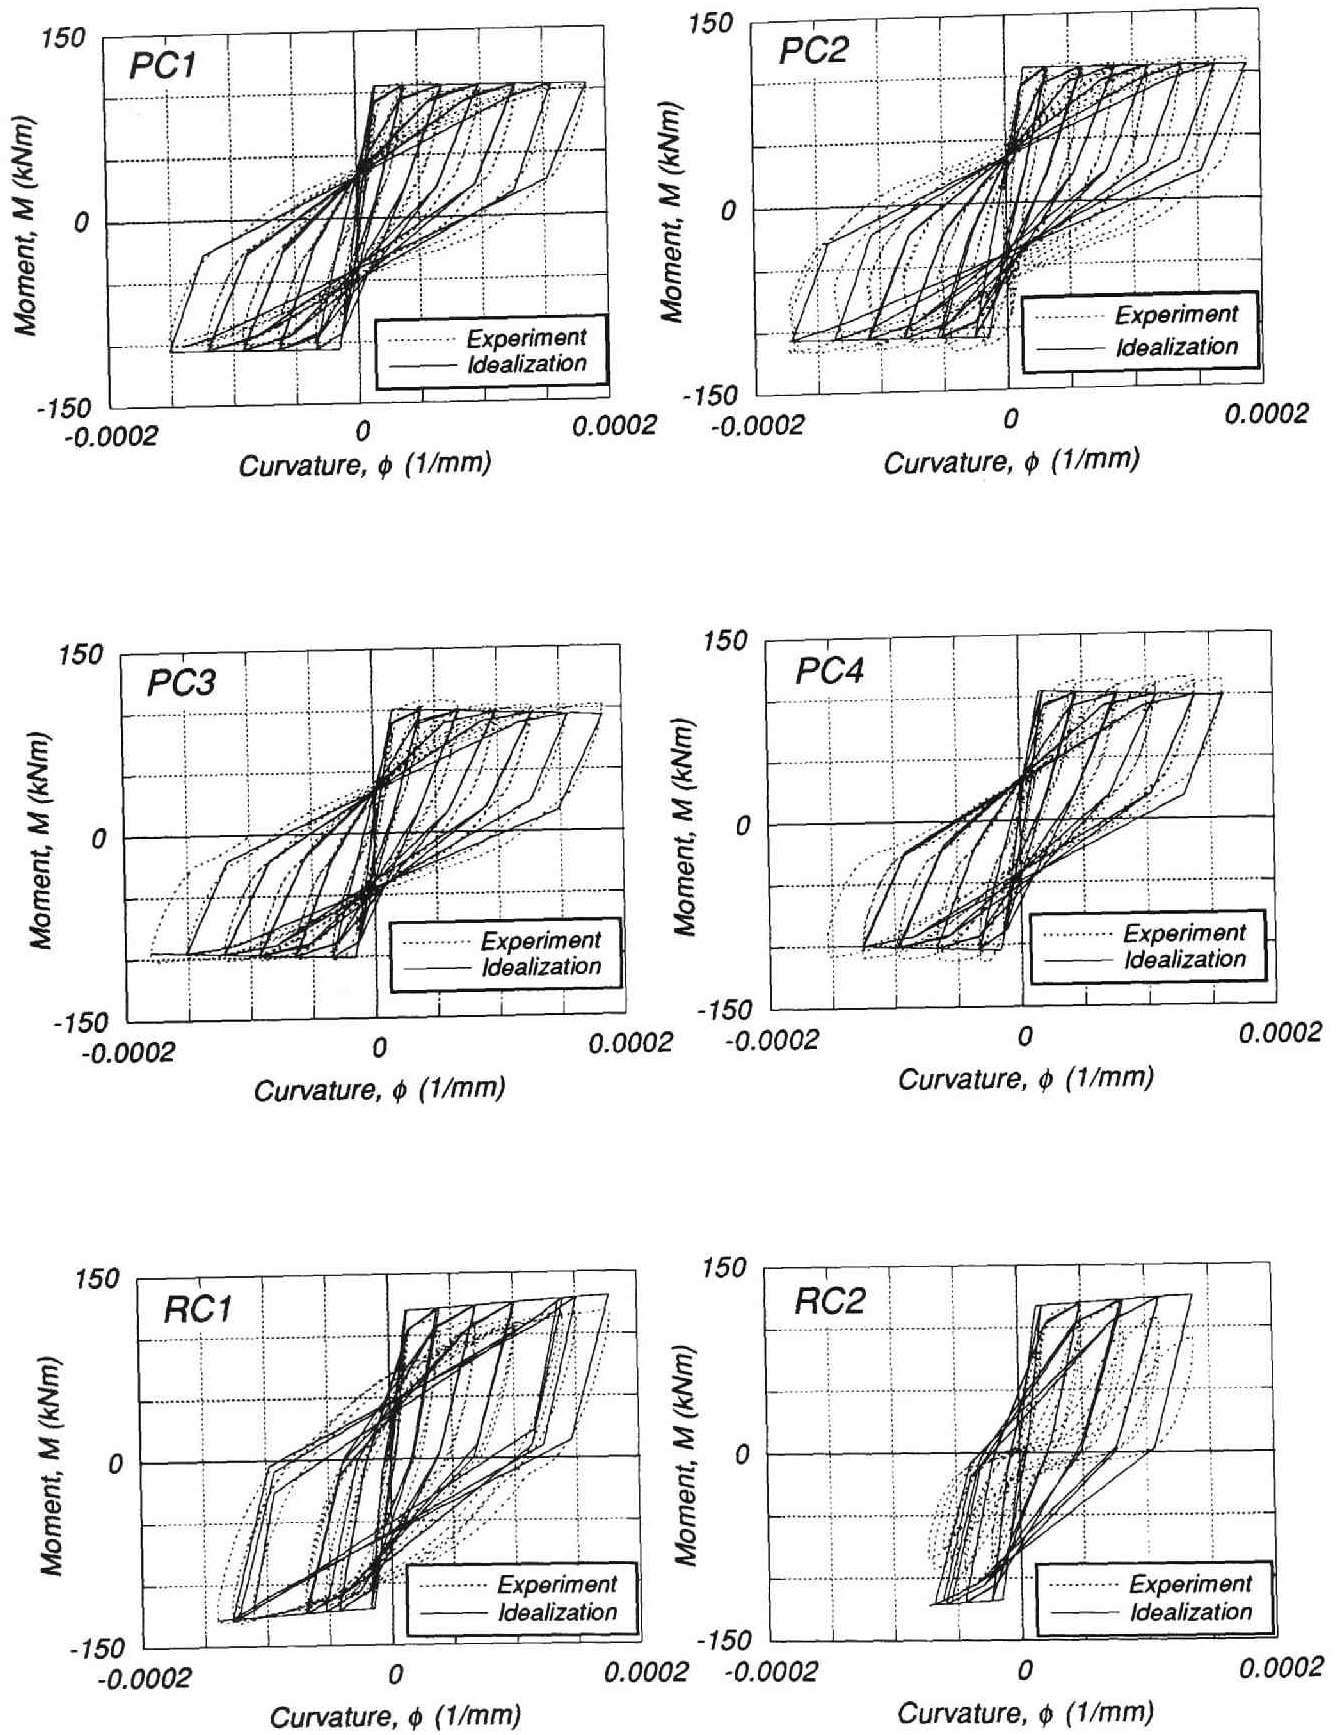 150
PC1
Moment, M (kNm)
0
Experiment
Idealization
-150
-0.0002
0
0.0002
Curvature, ϕ (1/mm)
150
PC2
Moment, M (kNm)
0
Experiment
Idealization
-150
-0.0002
0
0.0002
Curvature, ϕ (1/mm)
150
PC3
Moment, M (kNm)
0
Experiment
Idealization
-150
-0.0002
0
0.0002
Curvature, ϕ (1/mm)
150
PC4
Moment, M (kNm)
0
Experiment
Idealization
-150
-0.0002
0
0.0002
Curvature, ϕ (1/mm)
150
RC1
Moment, M (kNm)
0
Experiment
Idealization
-150
-0.0002
0
0.0002
Curvature, ϕ (1/mm)
150
RC2
Moment, M (kNm)
0
Experiment
Idealization
-150
-0.0002
0
0.0002
Curvature, ϕ (1/mm)